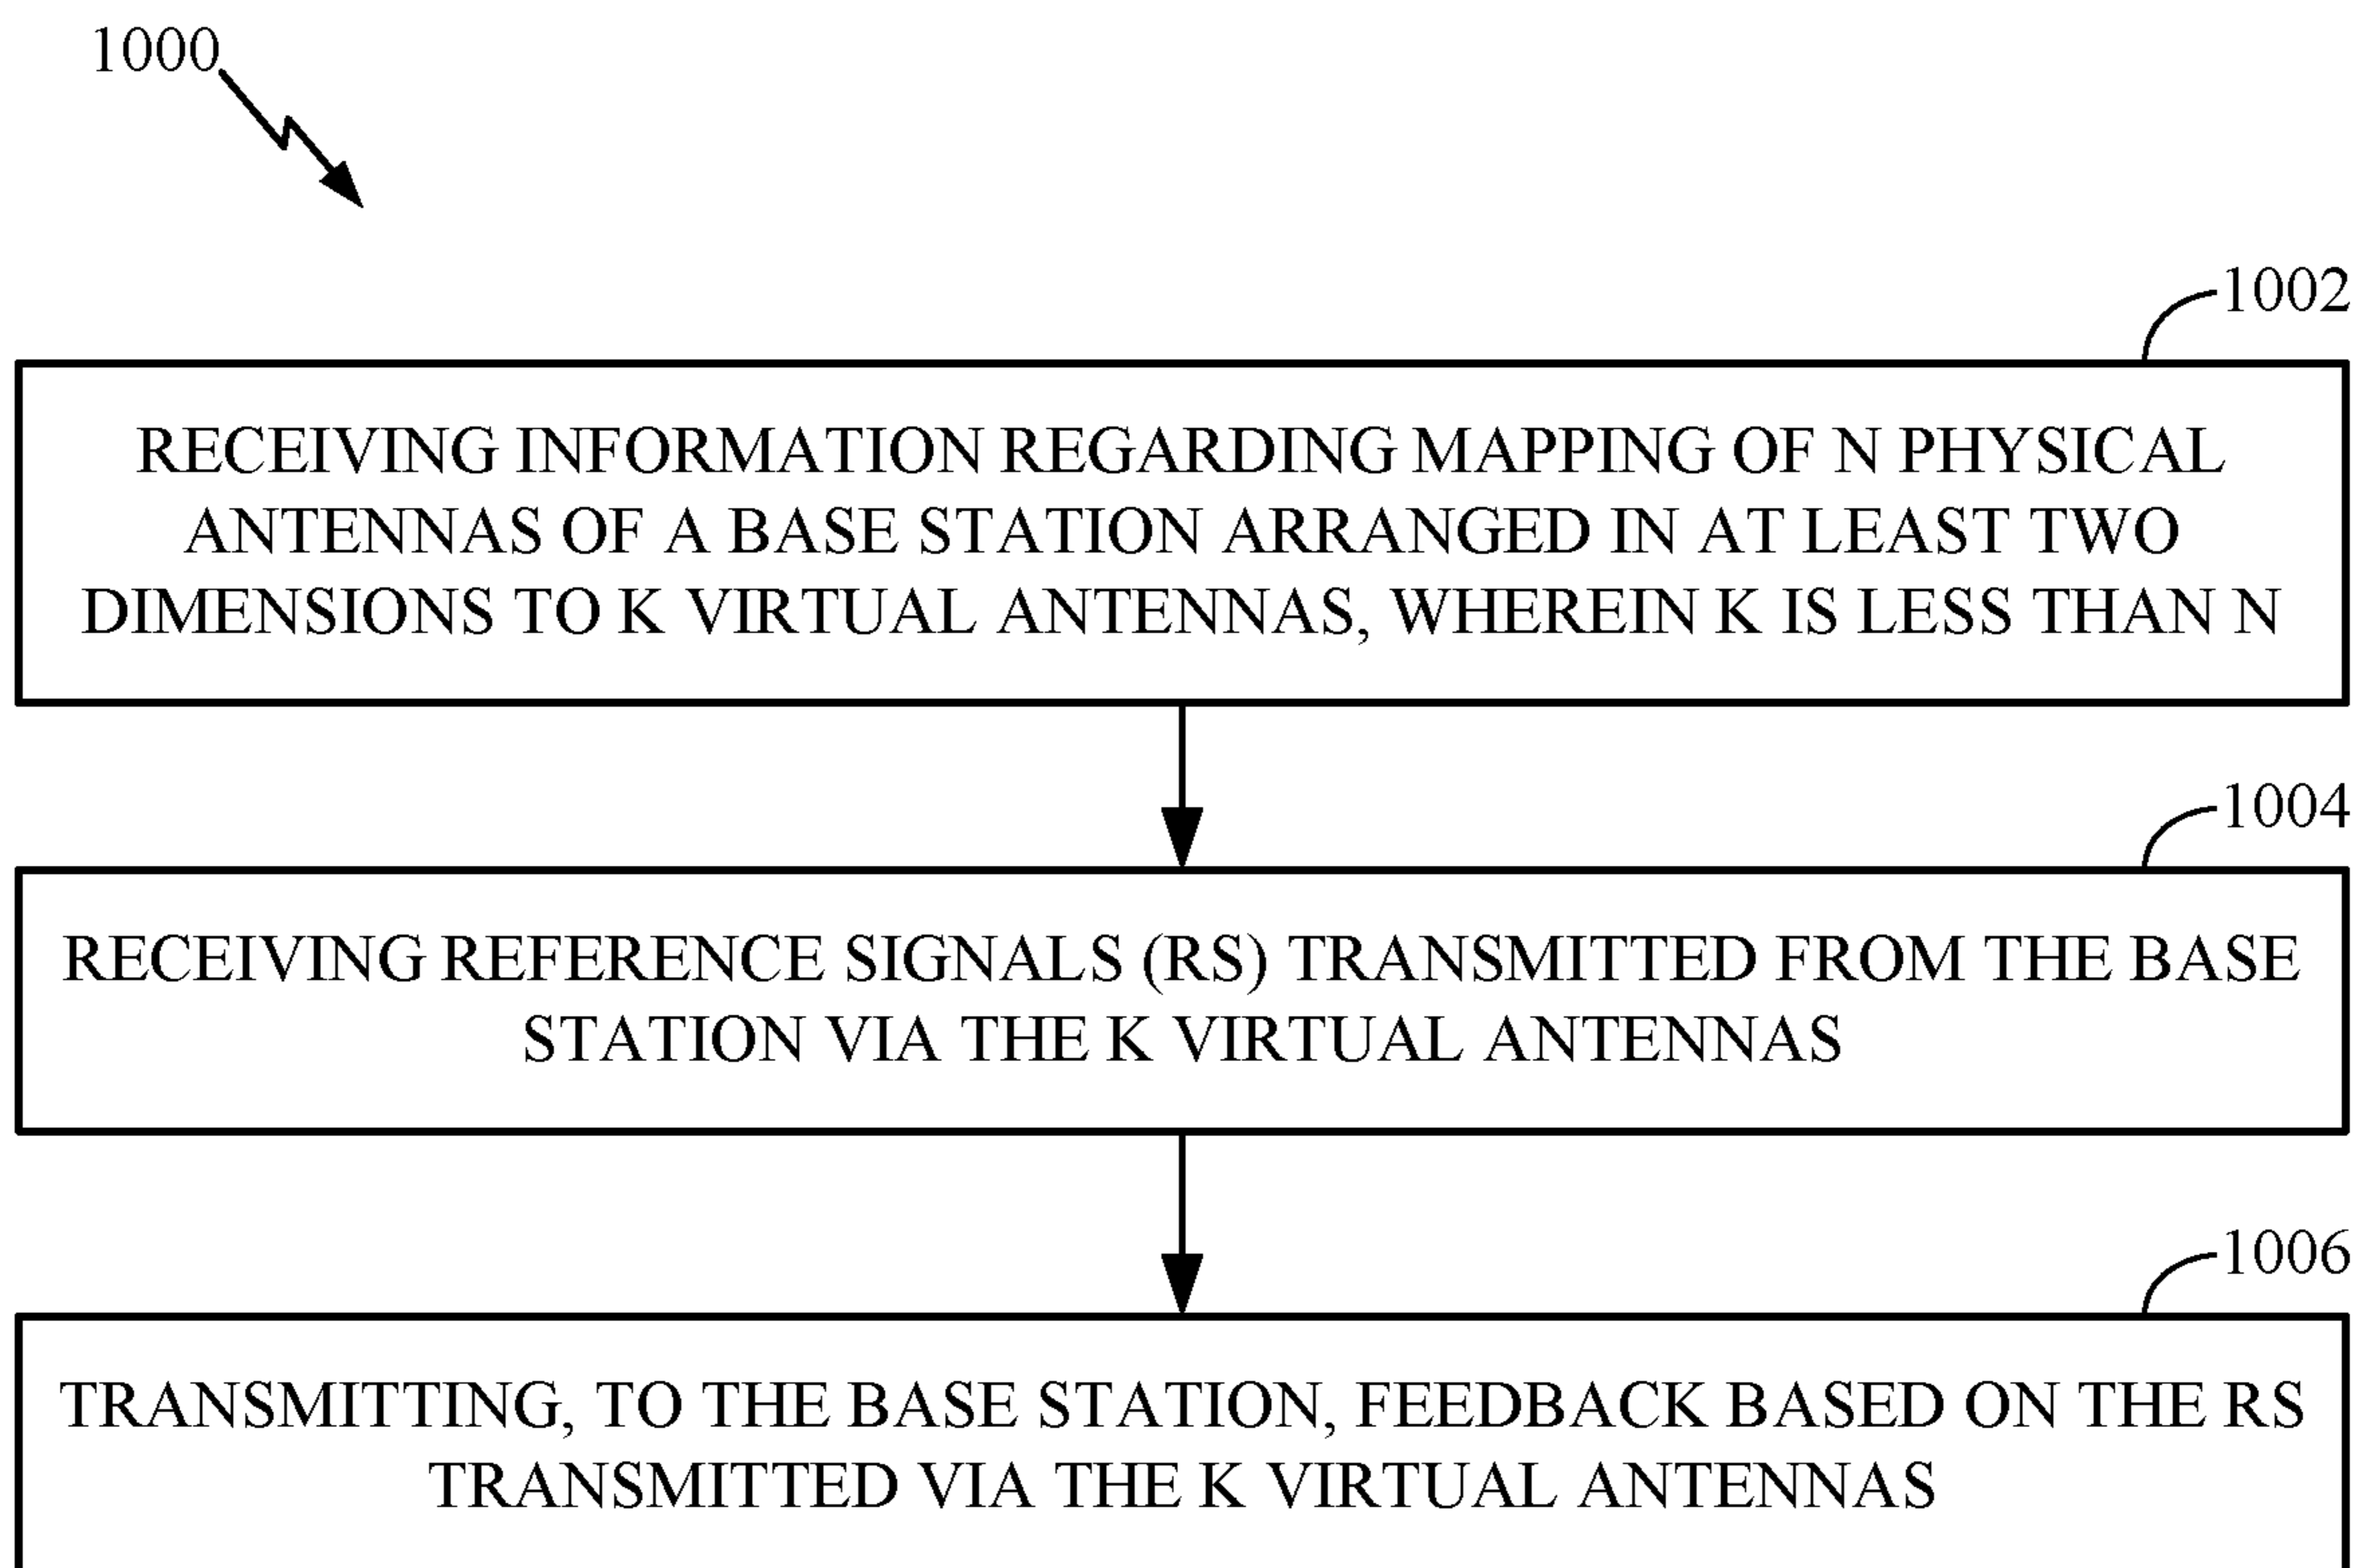 1000
1002
RECEIVING INFORMATION REGARDING MAPPING OF N PHYSICAL
ANTENNAS OF A BASE STATION ARRANGED IN AT LEAST TWO
DIMENSIONS TO K VIRTUAL ANTENNAS, WHEREIN K IS LESS THAN N
1004
RECEIVING REFERENCE SIGNALS (RS) TRANSMITTED FROM THE BASE
STATION VIA THE K VIRTUAL ANTENNAS
1006
TRANSMITTING, TO THE BASE STATION, FEEDBACK BASED ON THE RS
TRANSMITTED VIA THE K VIRTUAL ANTENNAS